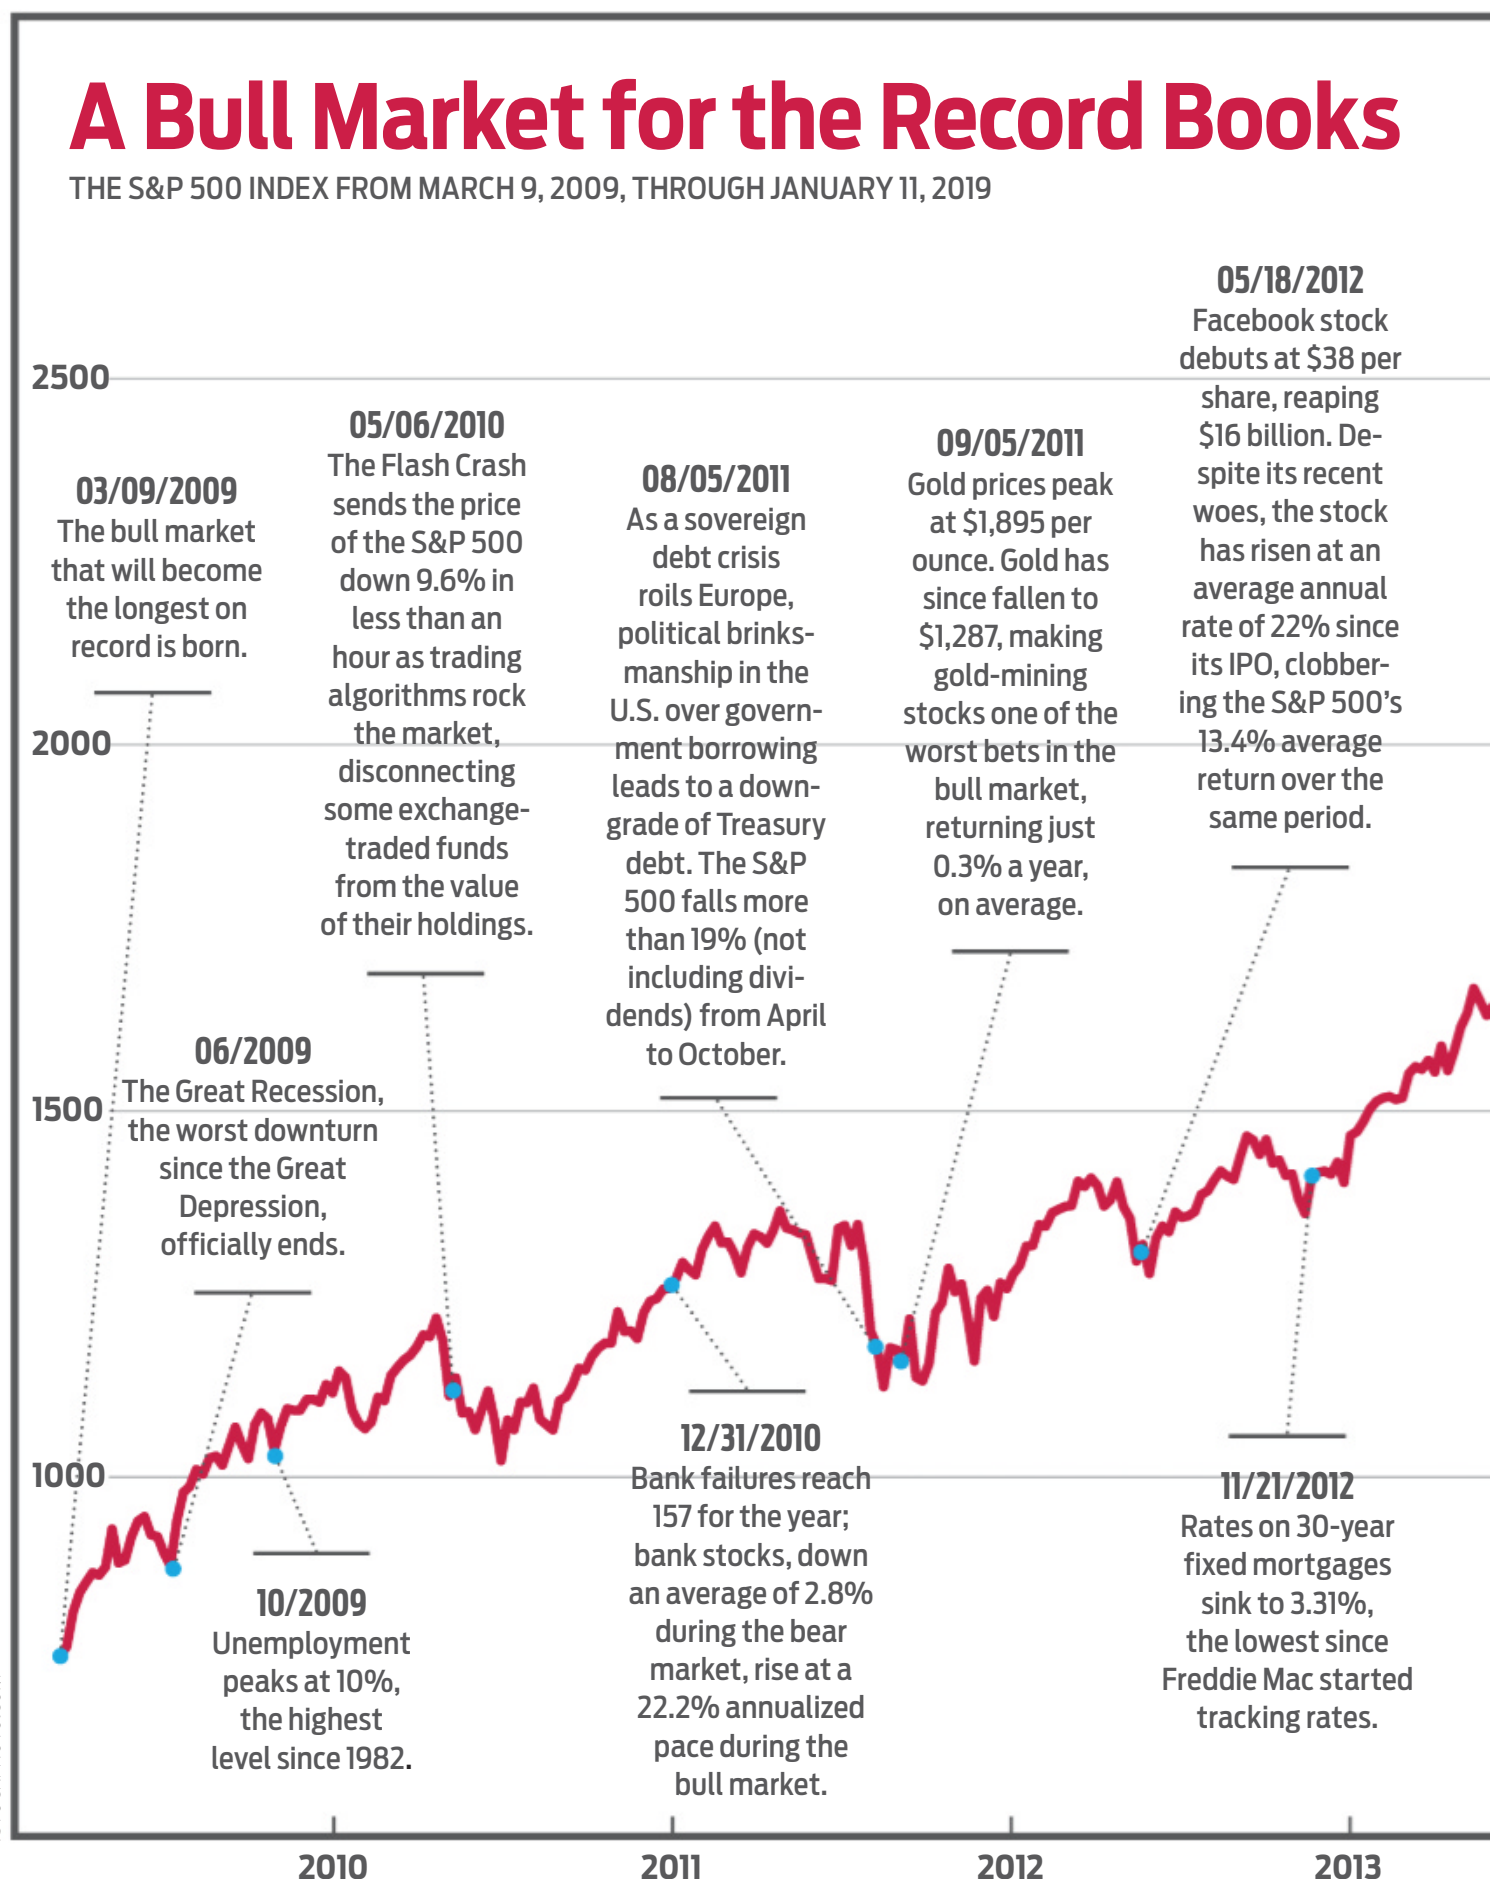 A Bull Market for the Record Books
THE S&P 500 INDEX FROM MARCH 9, 2009, THROUGH JANUARY 11, 2019
2500
2000
1500
1000
03/09/2009
The bull market
that will become
the longest on
record is born.
06/2009
The Great Recession,
the worst downturn
since the Great
Depression,
officially ends.
10/2009
Unemployment
peaks at 10%,
the highest
level since 1982.
05/06/2010
The Flash Crash
sends the price
of the S&P 500
down 9.6% in
less than an
hour as trading
algorithms rock
the market,
disconnecting
some exchange-
traded funds
from the value
of their holdings.
12/31/2010
Bank failures reach
157 for the year;
bank stocks, down
an average of 2.8%
during the bear
market, rise at a
22.2% annualized
pace during the
bull market.
08/05/2011
As a sovereign
debt crisis
roils Europe,
political brinks-
manship in the
U.S. over govern-
ment borrowing
leads to a down-
grade of Treasury
debt. The S&P
500 falls more
than 19% (not
including divi-
dends) from April
to October.
09/05/2011
Gold prices peak
at $1,895 per
ounce. Gold has
since fallen to
$1,287, making
gold-mining
stocks one of the
worst bets in the
bull market,
returning just
0.3% a year,
on average.
05/18/2012
Facebook stock
debuts at $38 per
share, reaping
$16 billion. De-
spite its recent
woes, the stock
has risen at an
average annual
rate of 22% since
its IPO, clobber-
ing the S&P 500's
13.4% average
return over the
same period.
11/21/2012
Rates on 30-year
fixed mortgages
sink to 3.31%,
the lowest since
Freddie Mac started
tracking rates.
2010
2011
2012
2013